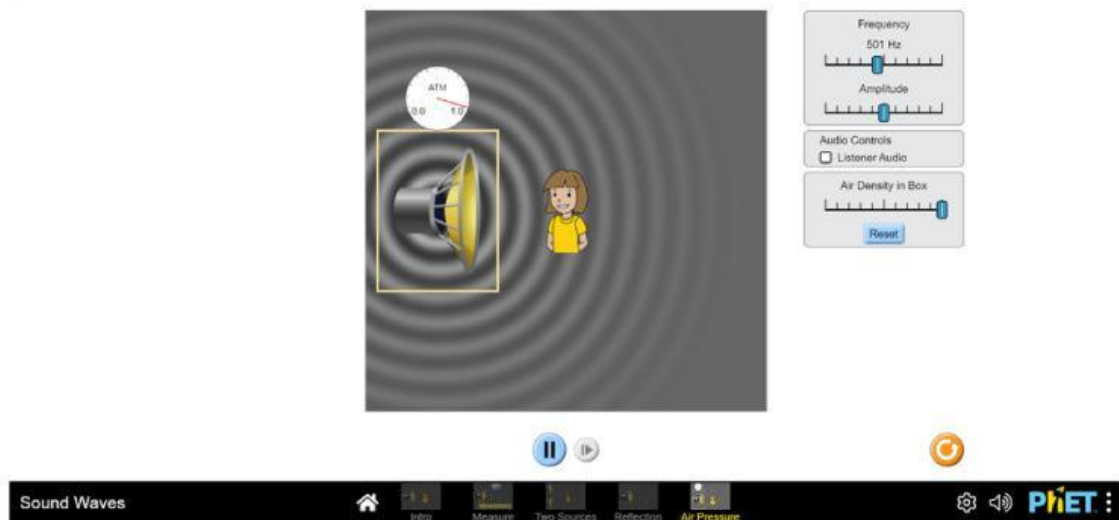 Frequency
501 Hz
Amplitude
ATM
0.0 1.0
Audio Controls
Listener Audio
Air Density in Box
Reset
Sound Waves
Intro
Measure
Two Sources
Reflection
Air Pressure
PhET